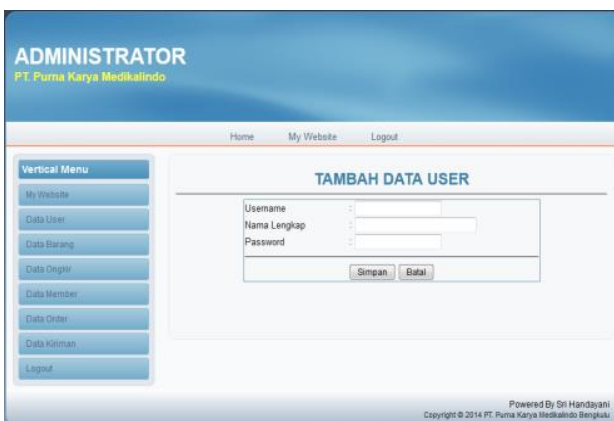 ADMINISTRATOR
PT. Purna Karya Medikalindo
Home My Website Logout
Vertical Menu
My Website
Data User
Data Barang
Data Ongkir
Data Member
Data Order
Data Kiriman
Logout
TAMBAH DATA USER
Username :
Nama Lengkap :
Password :
Simpan Batal
Powered By Sri Handayani
Copyright © 2014 PT. Purna Karya Medikalindo Bengkulu